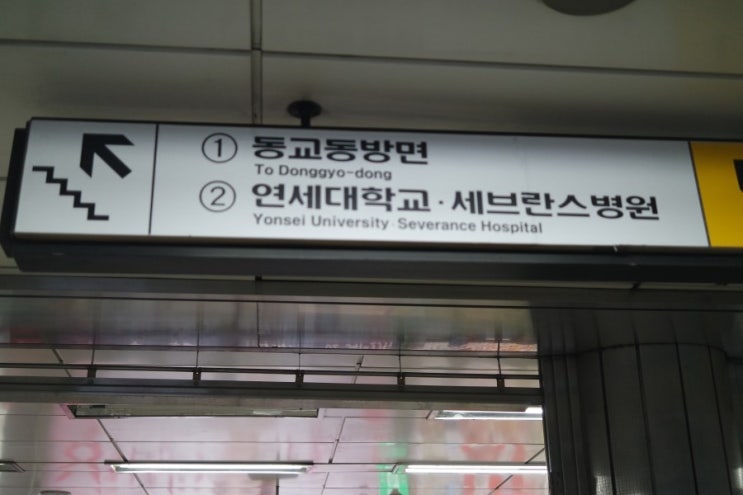 ① 동교동방면
To Donggyo-dong
② 연세대학교·세브란스병원
Yonsei University·Severance Hospital